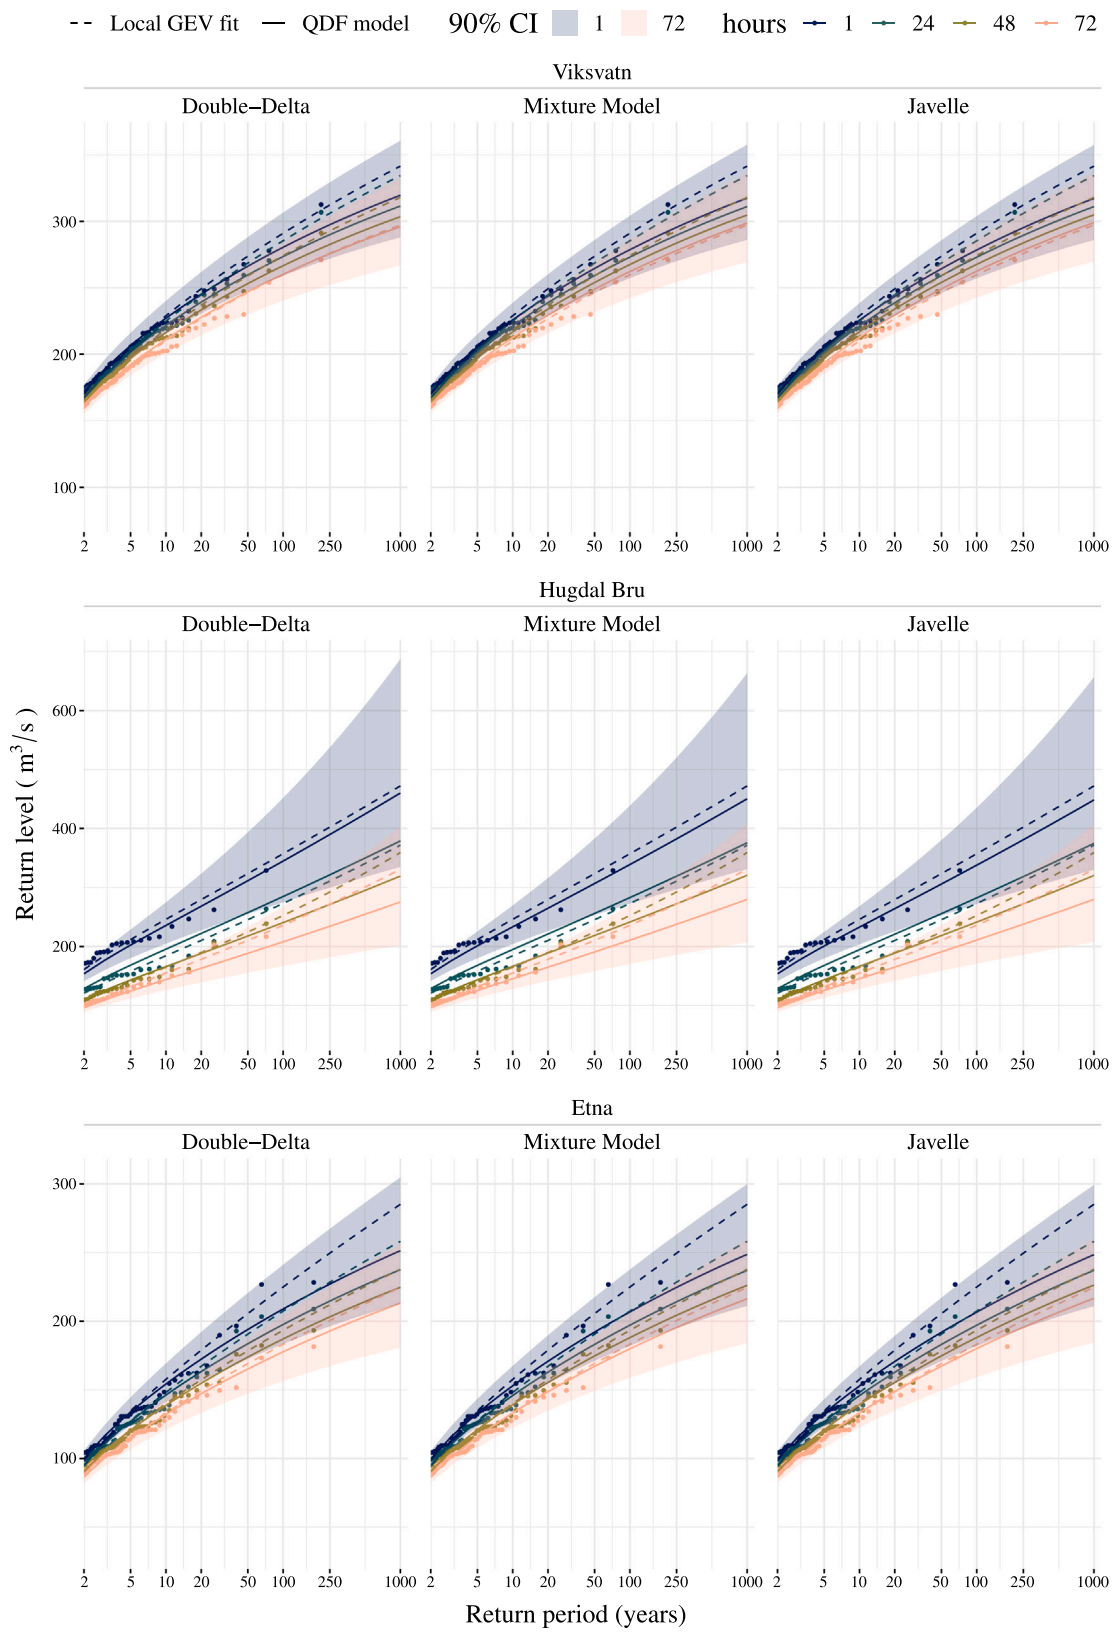 Local GEV fit QDF model 90% CI 1 72 hours 1 24 48 72
Viksvatn
Double−Delta Mixture Model Javelle
300
200
100
2 5 10 20 50 100 250 1000 2 5 10 20 50 100 250 1000 2 5 10 20 50 100 250 1000
Hugdal Bru
Double−Delta Mixture Model Javelle
600
400
200
2 5 10 20 50 100 250 1000 2 5 10 20 50 100 250 1000 2 5 10 20 50 100 250 1000
Return level ( m³/s )
Etna
Double−Delta Mixture Model Javelle
300
200
100
2 5 10 20 50 100 250 1000 2 5 10 20 50 100 250 1000 2 5 10 20 50 100 250 1000
Return period (years)